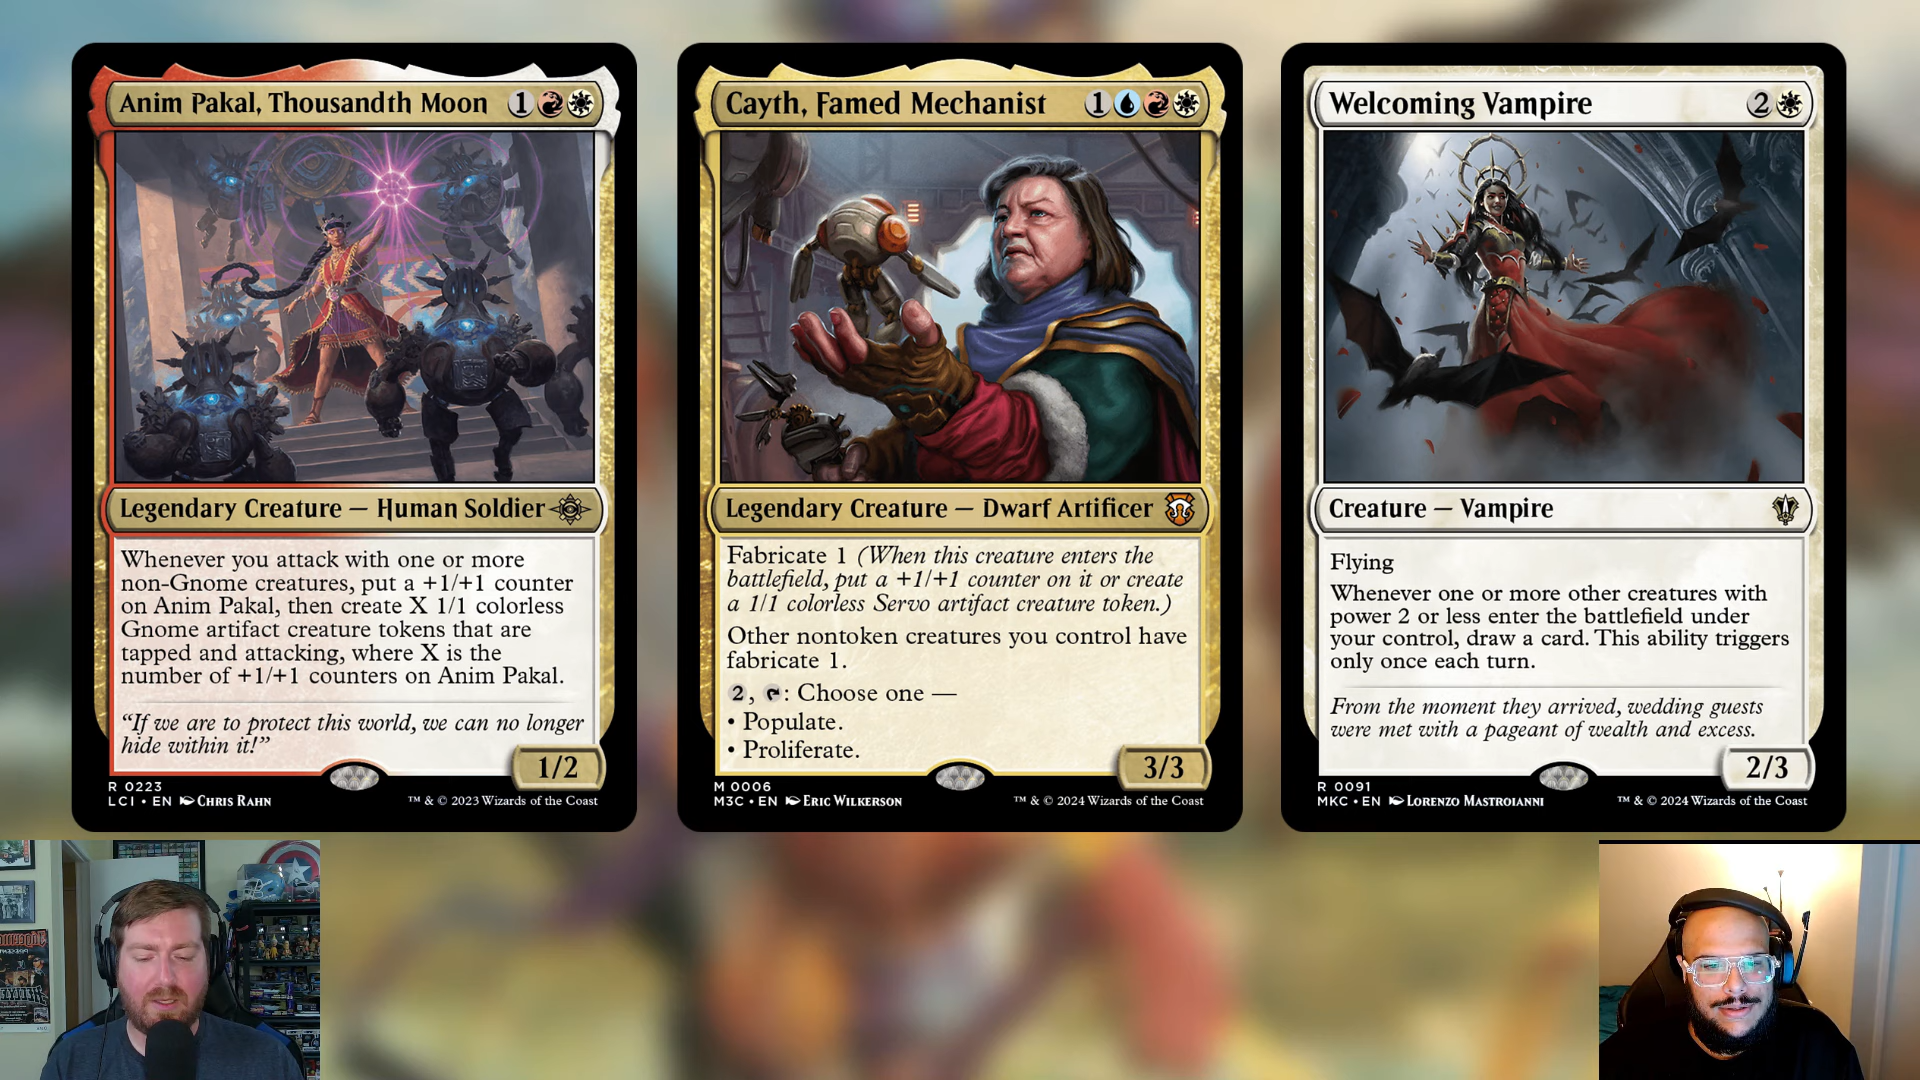 Anim Pakal, Thousandth Moon 1
Legendary Creature — Human Soldier
Whenever you attack with one or more
non-Gnome creatures, put a +1/+1 counter
on Anim Pakal, then create X 1/1 colorless
Gnome artifact creature tokens that are
tapped and attacking, where X is the
number of +1/+1 counters on Anim Pakal.
“If we are to protect this world, we can no longer
hide within it!”
1/2
R 0223
LCI • EN Chris Rahn
™ & © 2023 Wizards of the Coast
Cayth, Famed Mechanist 1
Legendary Creature — Dwarf Artificer
Fabricate 1 (When this creature enters the
battlefield, put a +1/+1 counter on it or create
a 1/1 colorless Servo artifact creature token.)
Other nontoken creatures you control have
fabricate 1.
2, : Choose one —
• Populate.
• Proliferate.
3/3
M 0006
M3C • EN Eric Wilkerson
™ & © 2024 Wizards of the Coast
Welcoming Vampire 2
Creature — Vampire
Flying
Whenever one or more other creatures with
power 2 or less enter the battlefield under
your control, draw a card. This ability triggers
only once each turn.
From the moment they arrived, wedding guests
were met with a pageant of wealth and excess.
2/3
R 0091
MKC • EN Lorenzo Mastroianni
™ & © 2024 Wizards of the Coast